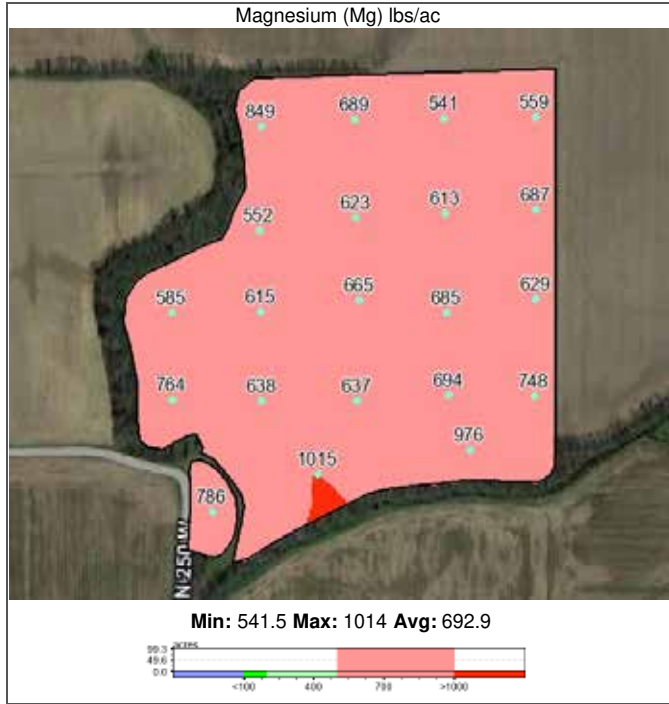 Magnesium (Mg) lbs/ac
849 689 541 559
552 623 613 687
585 615 665 685 629
764 638 637 694 748
1015 976
786
N 250 W
Min: 541.5 Max: 1014 Avg: 692.9
acres
99.3
49.6
0.0
<100 400 700 >1000